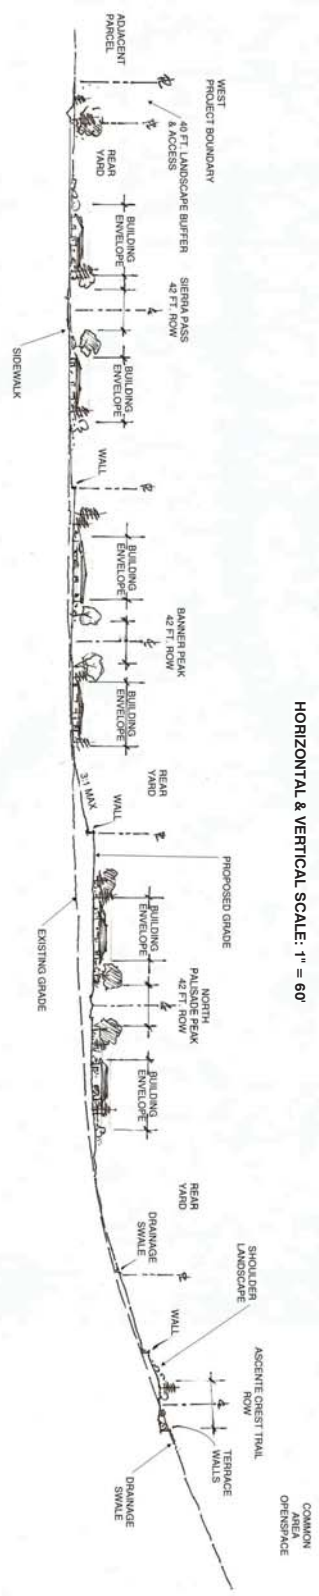 HORIZONTAL & VERTICAL SCALE: 1" = 60'
WEST
PROJECT BOUNDARY
40 FT. LANDSCAPE BUFFER
& ACCESS
ADJACENT
PARCEL
REAR
YARD
BUILDING
ENVELOPE
SIERRA PASS
42 FT. ROW
BUILDING
ENVELOPE
SIDEWALK
WALL
BUILDING
ENVELOPE
BANNER PEAK
42 FT. ROW
BUILDING
ENVELOPE
REAR
YARD
3:1 MAX
WALL
PROPOSED GRADE
EXISTING GRADE
BUILDING
ENVELOPE
NORTH
PALISADE PEAK
42 FT. ROW
BUILDING
ENVELOPE
REAR
YARD
DRAINAGE
SWALE
SHOULDER
LANDSCAPE
WALL
ASCENTE CREST TRAIL
ROW
TERRACE
WALLS
DRAINAGE
SWALE
COMMON
AREA
OPENSPACE